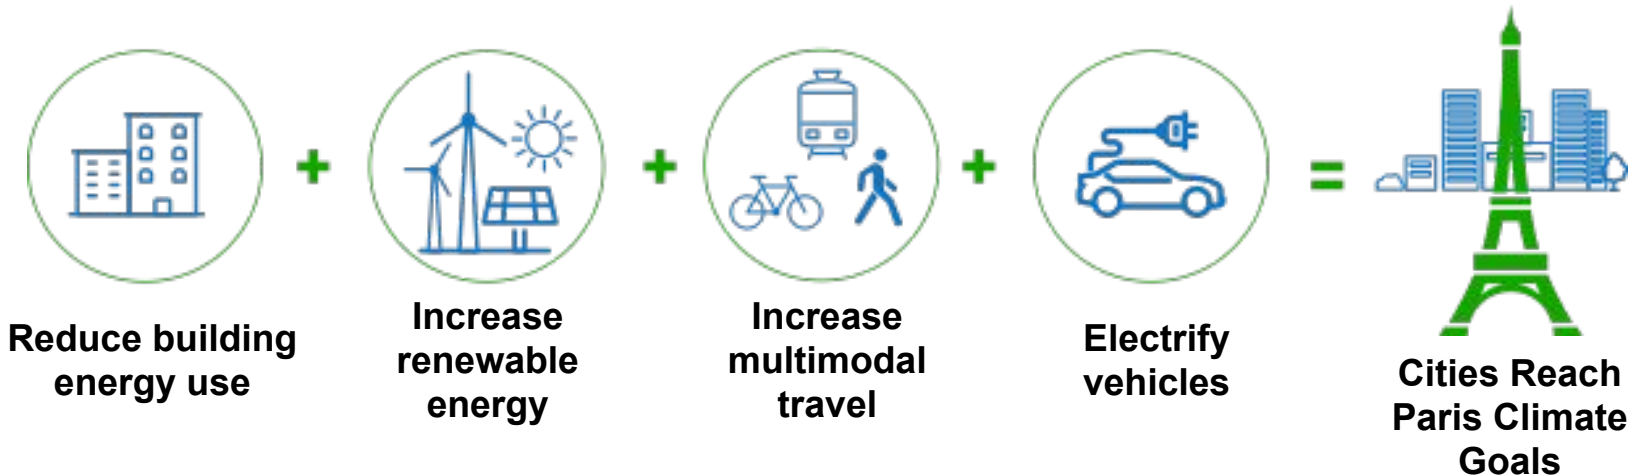 Reduce building
energy use
+
Increase
renewable
energy
+
Increase
multimodal
travel
+
Electrify
vehicles
=
Cities Reach
Paris Climate
Goals